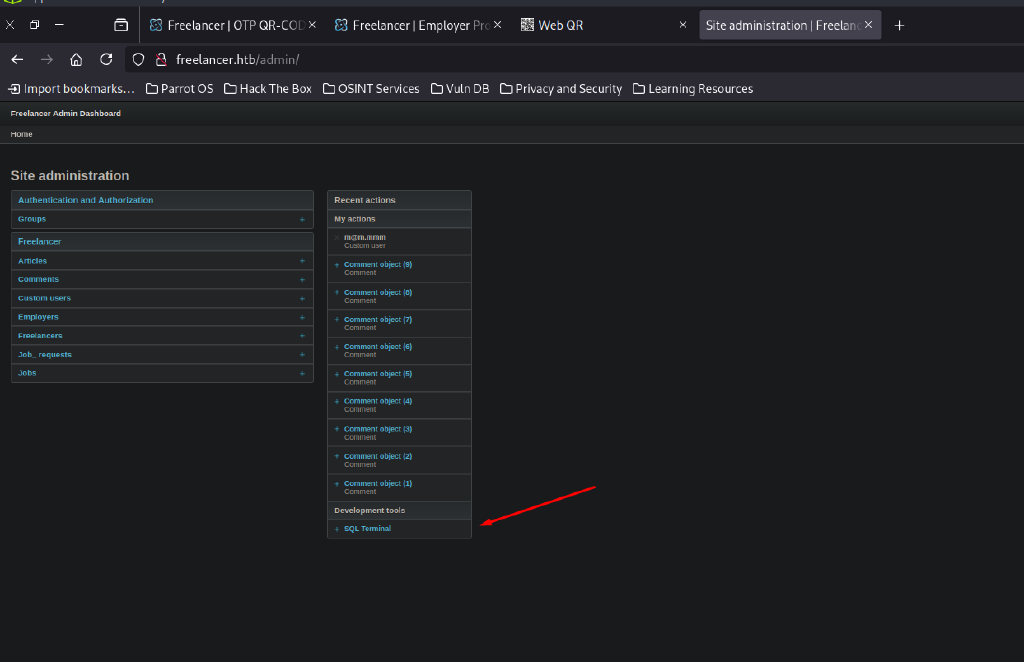 Freelancer | OTP QR-COD
Freelancer | Employer Pro
Web QR
Site administration | Freelanc
freelancer.htb/admin/
Import bookmarks...
Parrot OS
Hack The Box
OSINT Services
Vuln DB
Privacy and Security
Learning Resources
Freelancer Admin Dashboard
Home
Site administration
Authentication and Authorization
Groups
Freelancer
Articles
Comments
Custom users
Employers
Freelancers
Job_ requests
Jobs
Recent actions
My actions
m@m.mmm
Custom user
Comment object (9)
Comment
Comment object (8)
Comment
Comment object (7)
Comment
Comment object (6)
Comment
Comment object (5)
Comment
Comment object (4)
Comment
Comment object (3)
Comment
Comment object (2)
Comment
Comment object (1)
Comment
Development tools
SQL Terminal